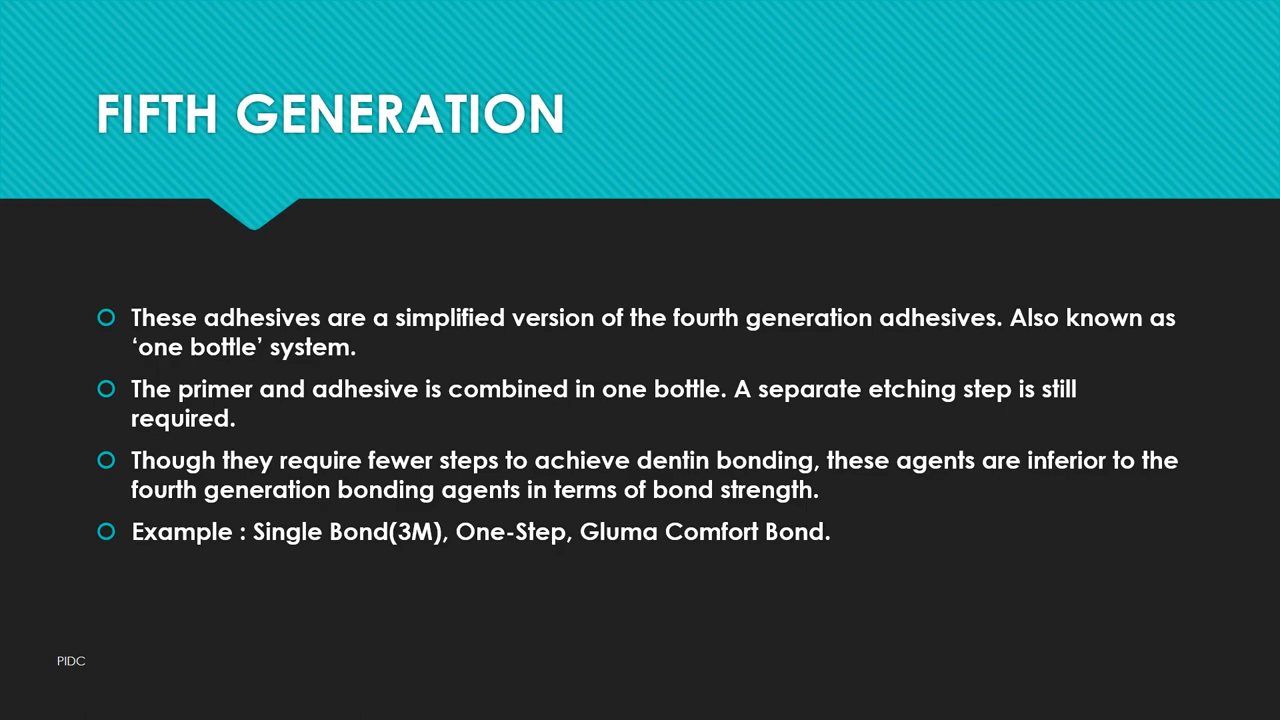 FIFTH GENERATION
These adhesives are a simplified version of the fourth generation adhesives. Also known as
‘one bottle’ system.
The primer and adhesive is combined in one bottle. A separate etching step is still
required.
Though they require fewer steps to achieve dentin bonding, these agents are inferior to the
fourth generation bonding agents in terms of bond strength.
Example : Single Bond(3M), One-Step, Gluma Comfort Bond.
PIDC